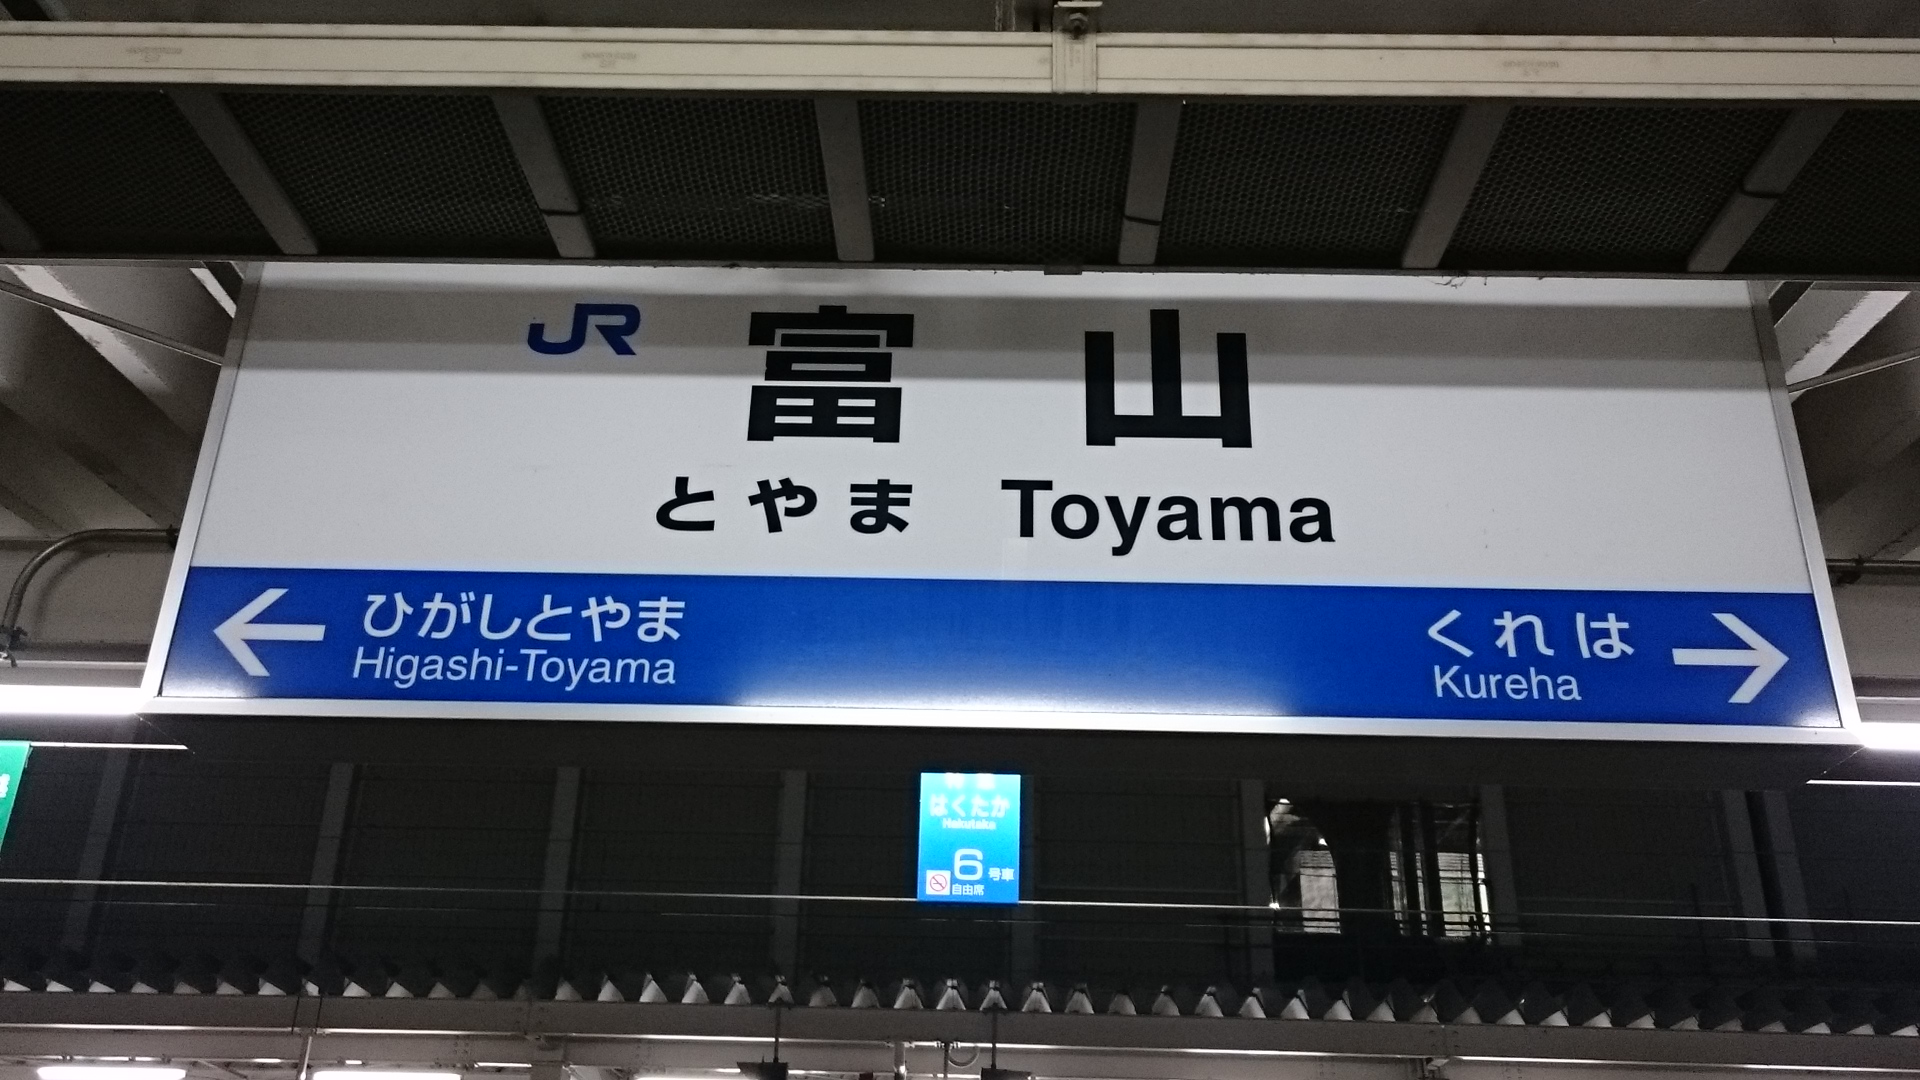 JR 富山
とやま Toyama
ひがしとやま
Higashi-Toyama
くれは
Kureha
はくたか
Hakutaka
6号車
自由席